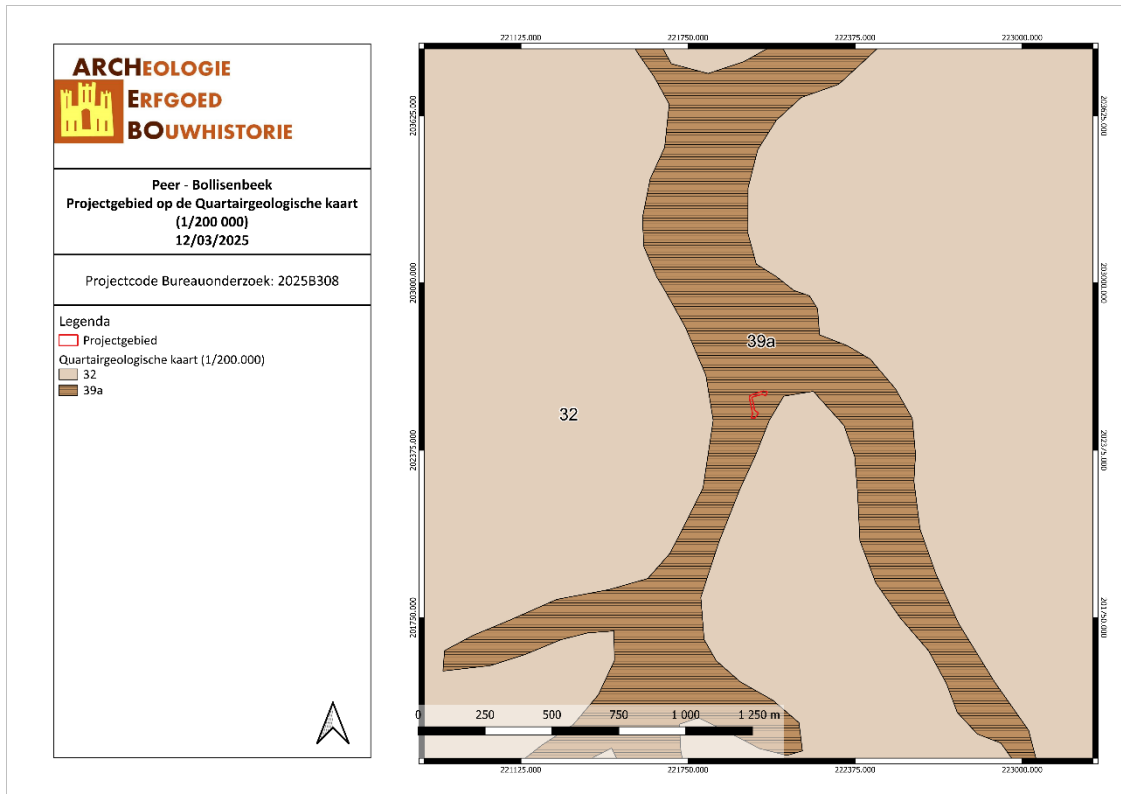 ARCHEOLOGIE
ERFGOED
BOUWHISTORIE
Peer - Bollisenbeek
Projectgebied op de Quartairgeologische kaart
(1/200 000)
12/03/2025
Projectcode Bureauonderzoek: 2025B308
Legenda
Projectgebied
Quartairgeologische kaart (1/200.000)
32
39a
221125.000 221750.000 222375.000 223000.000
203625.000 203625.000
203000.000 203000.000
39a
32
202375.000 202375.000
201750.000 201750.000
0 250 500 750 1 000 1 250 m
221125.000 221750.000 222375.000 223000.000